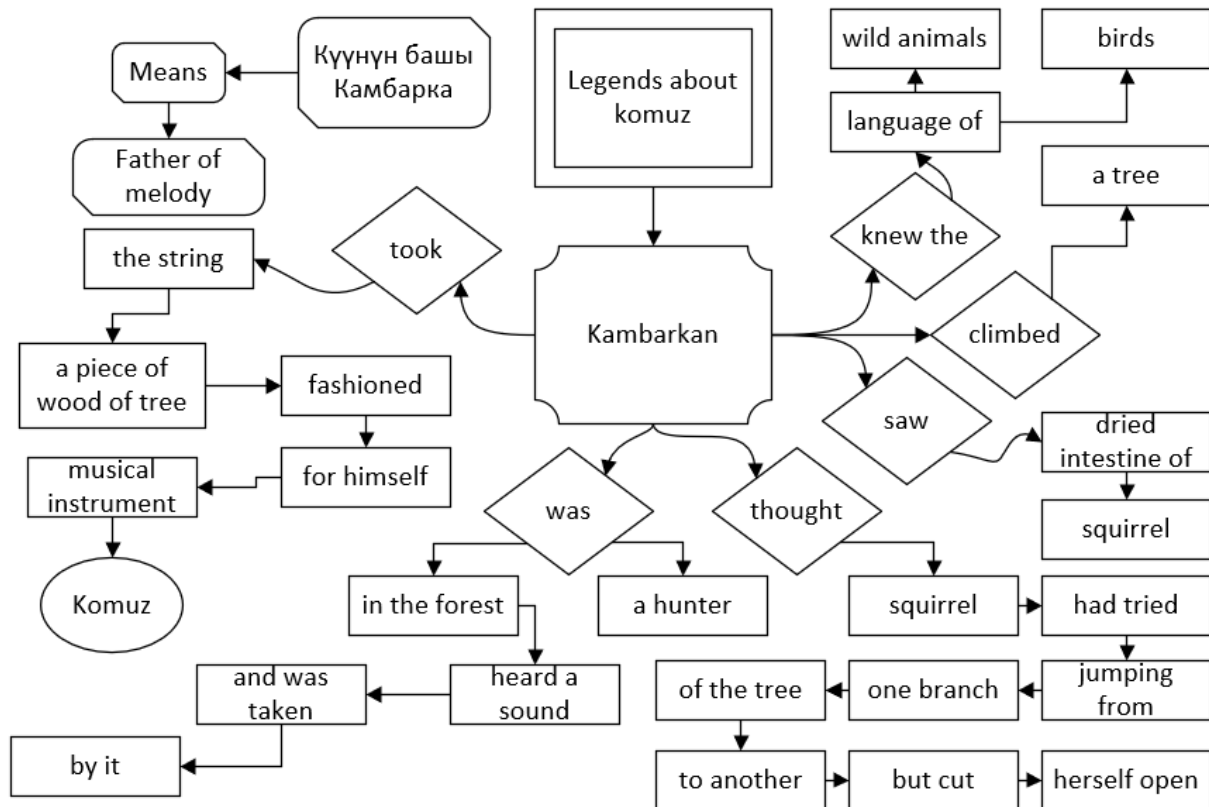 Күүнүн башы
Камбарка
Means
Father of
melody
Legends about
komuz
Kambarkan
knew the
language of
wild animals
birds
climbed
a tree
saw
dried
intestine of
squirrel
thought
squirrel
had tried
jumping
from
one branch
of the tree
to another
but cut
herself open
was
a hunter
in the forest
heard a
sound
and was
taken
by it
took
the string
a piece of
wood of tree
fashioned
for himself
musical
instrument
Komuz